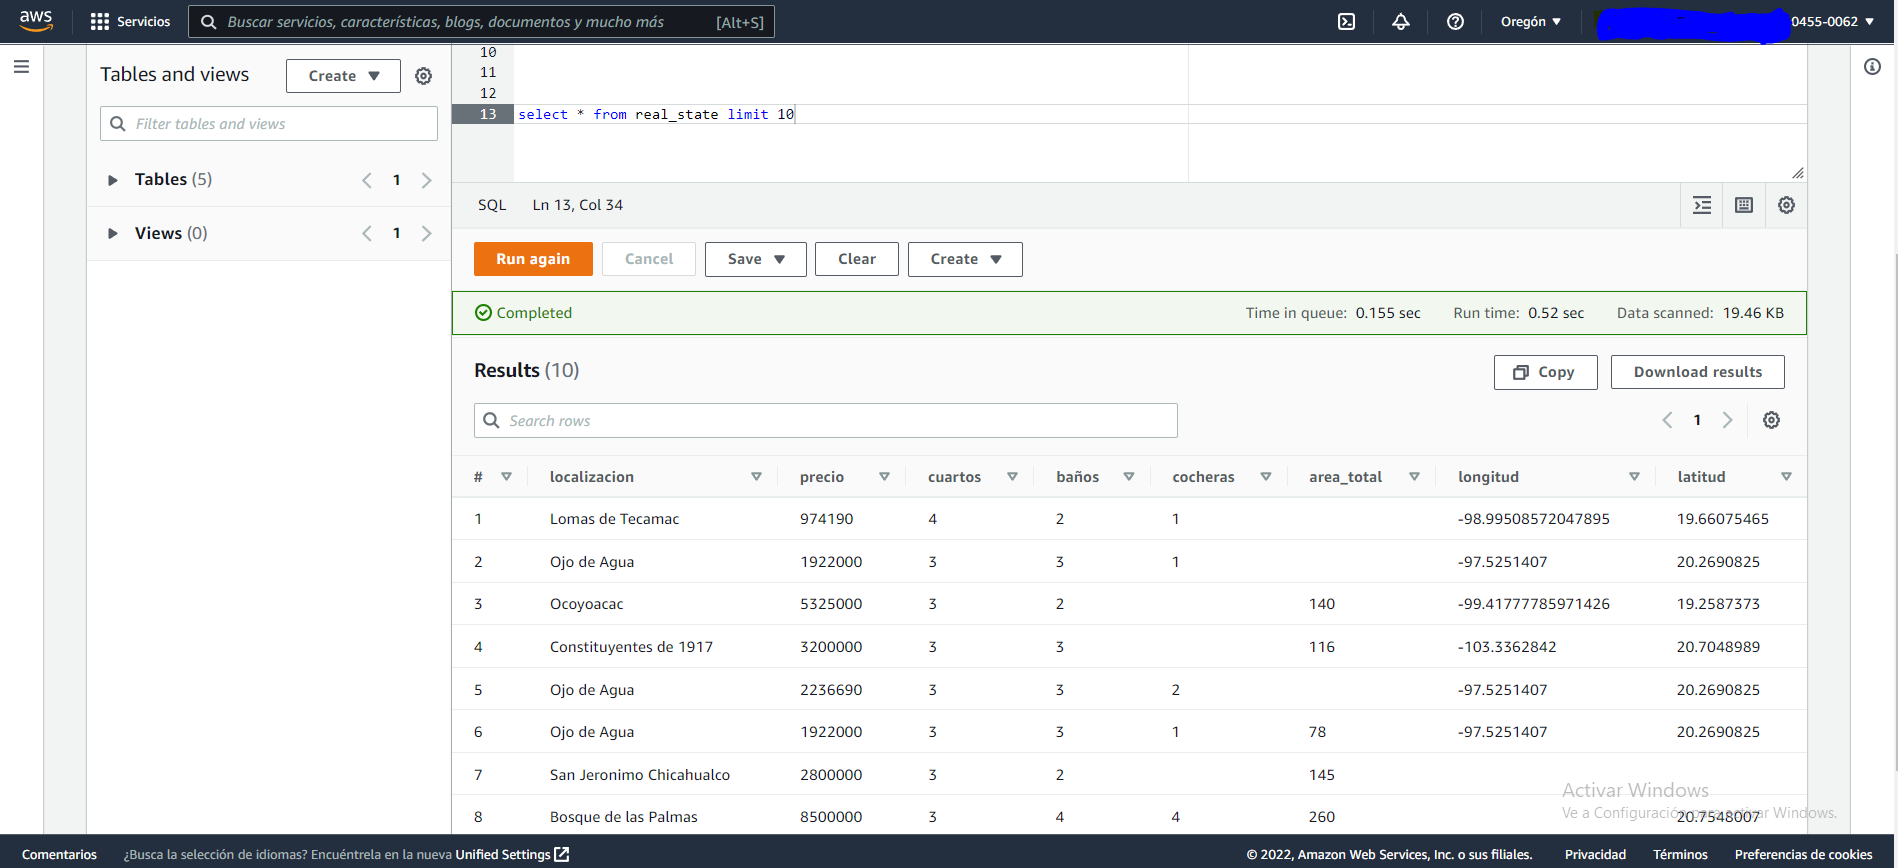 aws Servicios Buscar servicios, características, blogs, documentos y mucho más [Alt+S] Oregón 0455-0062
Tables and views Create
Filter tables and views
Tables (5) 1
Views (0) 1
10
11
12
13 select * from real_state limit 10
SQL Ln 13, Col 34
Run again Cancel Save Clear Create
Completed Time in queue: 0.155 sec Run time: 0.52 sec Data scanned: 19.46 KB
Results (10) Copy Download results
Search rows 1
# localizacion precio cuartos baños cocheras area_total longitud latitud
1 Lomas de Tecamac 974190 4 2 1 -98.99508572047895 19.66075465
2 Ojo de Agua 1922000 3 3 1 -97.5251407 20.2690825
3 Ocoyoacac 5325000 3 2 140 -99.41777785971426 19.2587373
4 Constituyentes de 1917 3200000 3 3 116 -103.3362842 20.7048989
5 Ojo de Agua 2236690 3 3 2 -97.5251407 20.2690825
6 Ojo de Agua 1922000 3 3 1 78 -97.5251407 20.2690825
7 San Jeronimo Chicahualco 2800000 3 2 145
8 Bosque de las Palmas 8500000 3 4 4 260 20.7548007
Activar Windows
Ve a Configuración para activar Windows.
Comentarios ¿Busca la selección de idiomas? Encuéntrela en la nueva Unified Settings © 2022, Amazon Web Services, Inc. o sus filiales. Privacidad Términos Preferencias de cookies